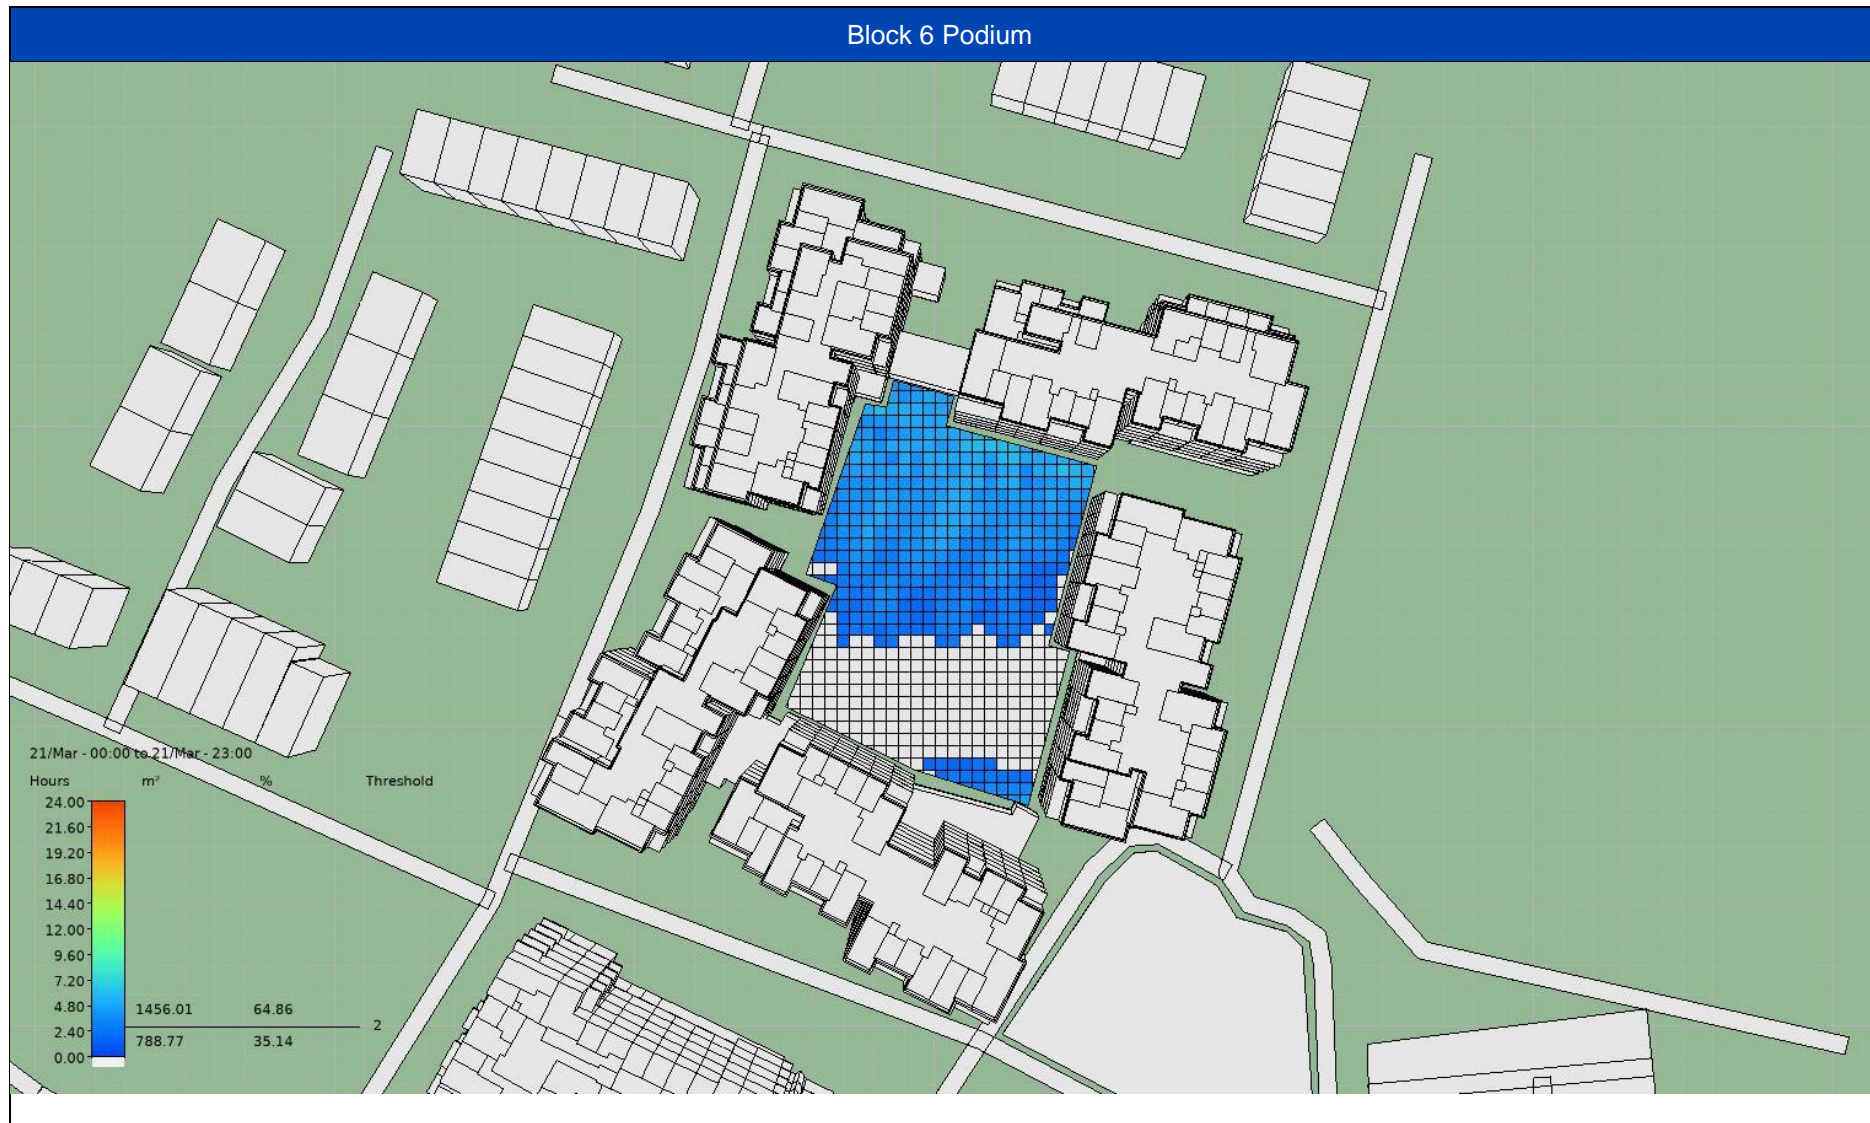 Block 6 Podium
21/Mar - 00:00 to 21/Mar - 23:00
Hours m² % Threshold
24.00
21.60
19.20
16.80
14.40
12.00
9.60
7.20
4.80 1456.01 64.86
2
2.40 788.77 35.14
0.00